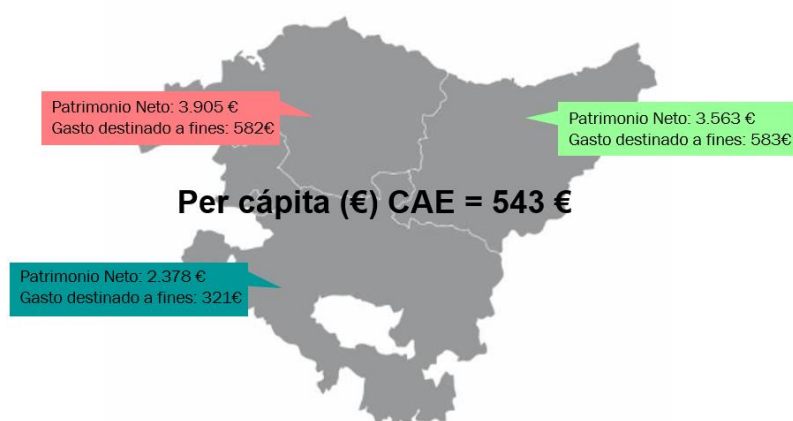 Patrimonio Neto: 3.905 €
Gasto destinado a fines: 582€
Patrimonio Neto: 3.563 €
Gasto destinado a fines: 583€
Per cápita (€) CAE = 543 €
Patrimonio Neto: 2.378 €
Gasto destinado a fines: 321€